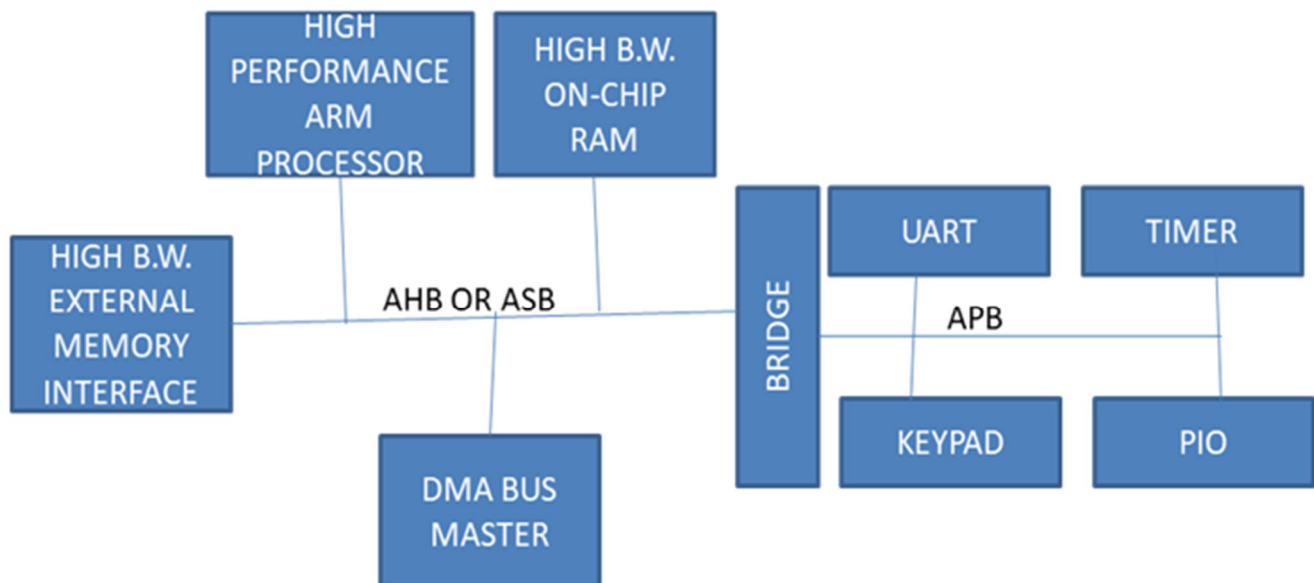 HIGH
PERFORMANCE
ARM
PROCESSOR
HIGH B.W.
ON-CHIP
RAM
HIGH B.W.
EXTERNAL
MEMORY
INTERFACE
AHB OR ASB
DMA BUS
MASTER
BRIDGE
UART
TIMER
APB
KEYPAD
PIO